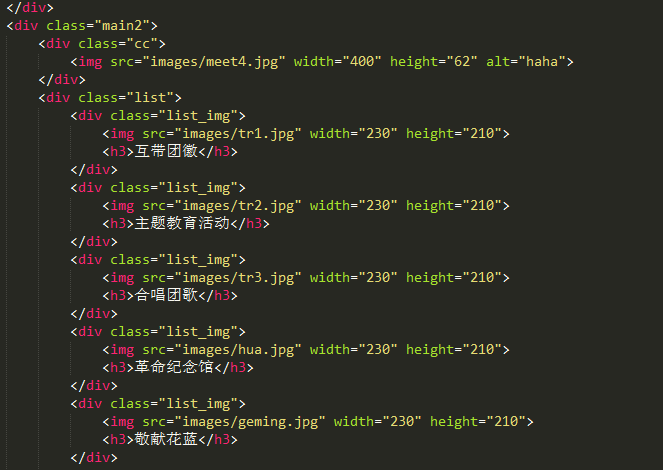 </div>
<div class="main2">
<div class="cc">
<img src="images/meet4.jpg" width="400" height="62" alt="haha">
</div>
<div class="list">
<div class="list_img">
<img src="images/tr1.jpg" width="230" height="210">
<h3>互带团徽</h3>
</div>
<div class="list_img">
<img src="images/tr2.jpg" width="230" height="210">
<h3>主题教育活动</h3>
</div>
<div class="list_img">
<img src="images/tr3.jpg" width="230" height="210">
<h3>合唱团歌</h3>
</div>
<div class="list_img">
<img src="images/hua.jpg" width="230" height="210">
<h3>革命纪念馆</h3>
</div>
<div class="list_img">
<img src="images/geming.jpg" width="230" height="210">
<h3>敬献花蓝</h3>
</div>